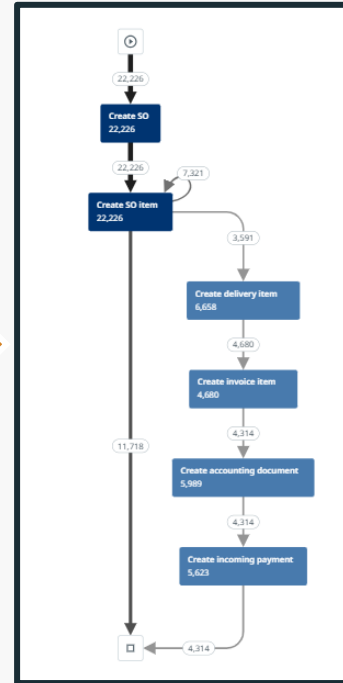 22,226
Create SO
22,226
22,226
7,321
Create SO item
22,226
3,591
Create delivery item
6,658
4,680
Create invoice item
4,680
11,718
4,314
Create accounting document
5,989
4,314
Create incoming payment
5,623
4,314